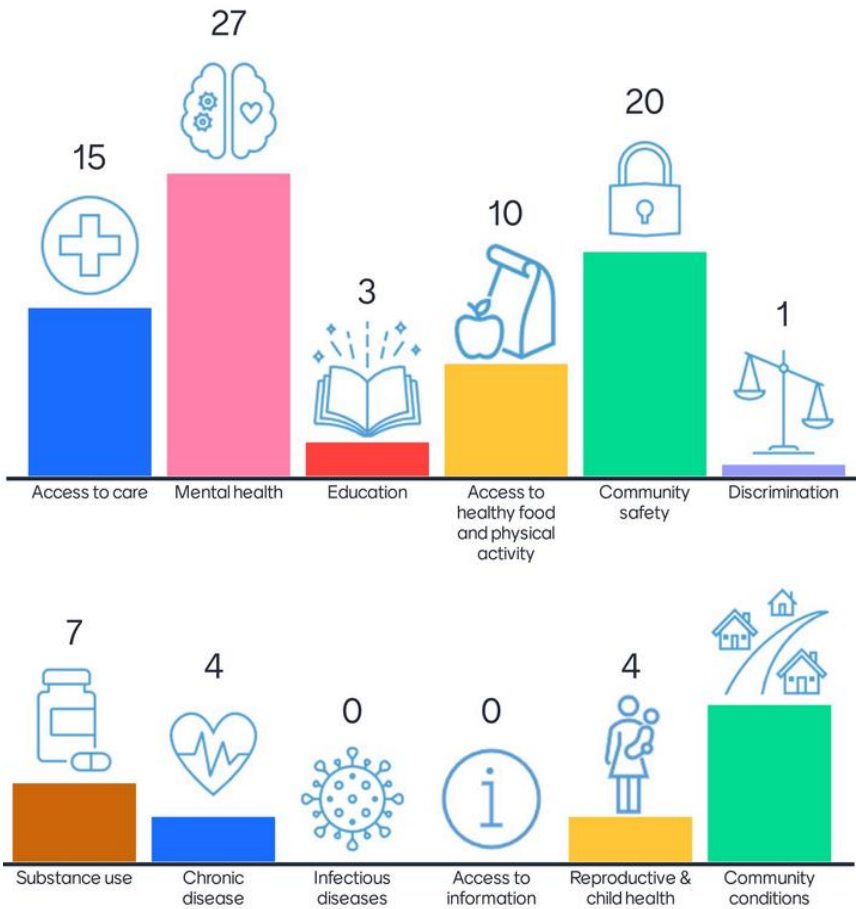 27
20
15
10
3
1
Access to care
Mental health
Education
Access to
healthy food
and physical
activity
Community
safety
Discrimination
7
4
0
0
4
Substance use
Chronic
disease
Infectious
diseases
Access to
information
Reproductive &
child health
Community
conditions
i